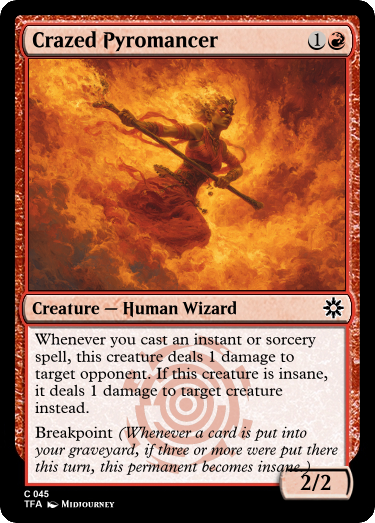 Crazed Pyromancer 1
Creature — Human Wizard
Whenever you cast an instant or sorcery
spell, this creature deals 1 damage to
target opponent. If this creature is insane,
it deals 1 damage to target creature
instead.
Breakpoint (Whenever a card is put into
your graveyard, if three or more were put there
this turn, this permanent becomes insane.)
2/2
C 045
TFA Midjourney